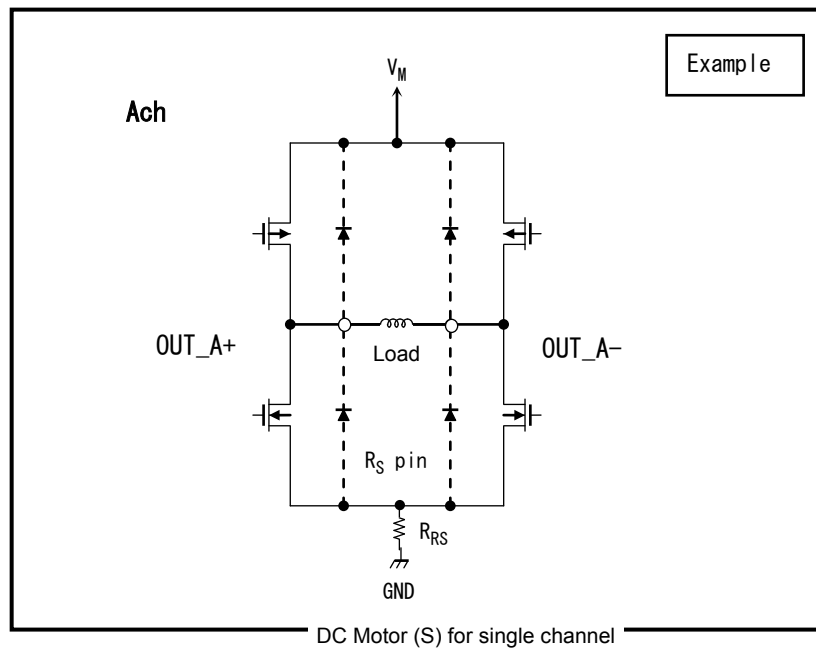 Example
V_M
Ach
OUT_A+
Load
OUT_A-
R_S pin
R_RS
GND
DC Motor (S) for single channel